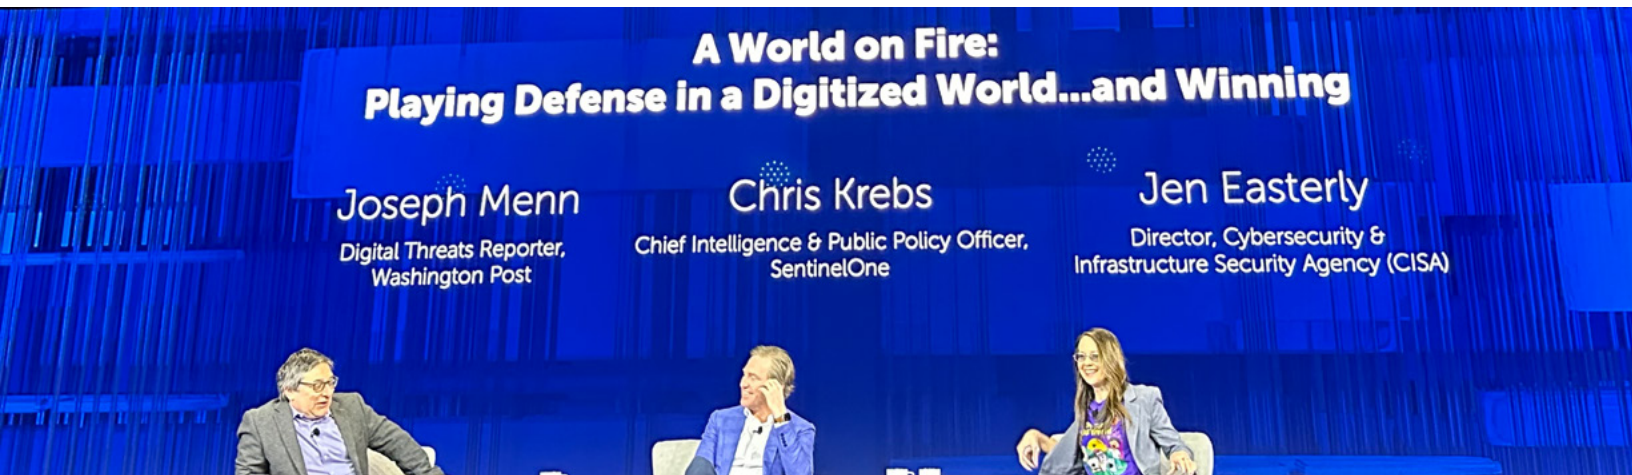 A World on Fire:
Playing Defense in a Digitized World...and Winning
Joseph Menn
Digital Threats Reporter,
Washington Post
Chris Krebs
Chief Intelligence & Public Policy Officer,
SentinelOne
Jen Easterly
Director, Cybersecurity &
Infrastructure Security Agency (CISA)